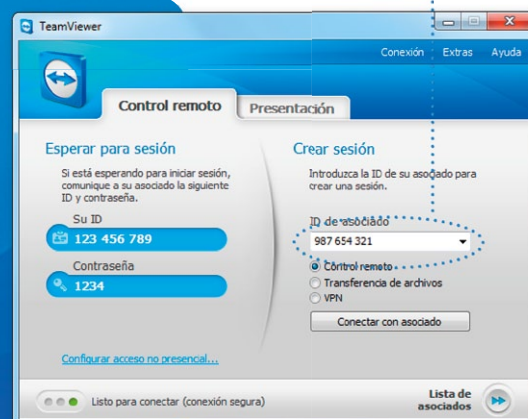 TeamViewer
Conexión Extras Ayuda
Control remoto
Presentación
Esperar para sesión
Si está esperando para iniciar sesión,
comunique a su asociado la siguiente
ID y contraseña.
Su ID
123 456 789
Contraseña
1234
Configurar acceso no presencial...
Crear sesión
Introduzca la ID de su asociado para
crear una sesión.
ID de asociado
987 654 321
Control remoto
Transferencia de archivos
VPN
Conectar con asociado
Listo para conectar (conexión segura)
Lista de
asociados